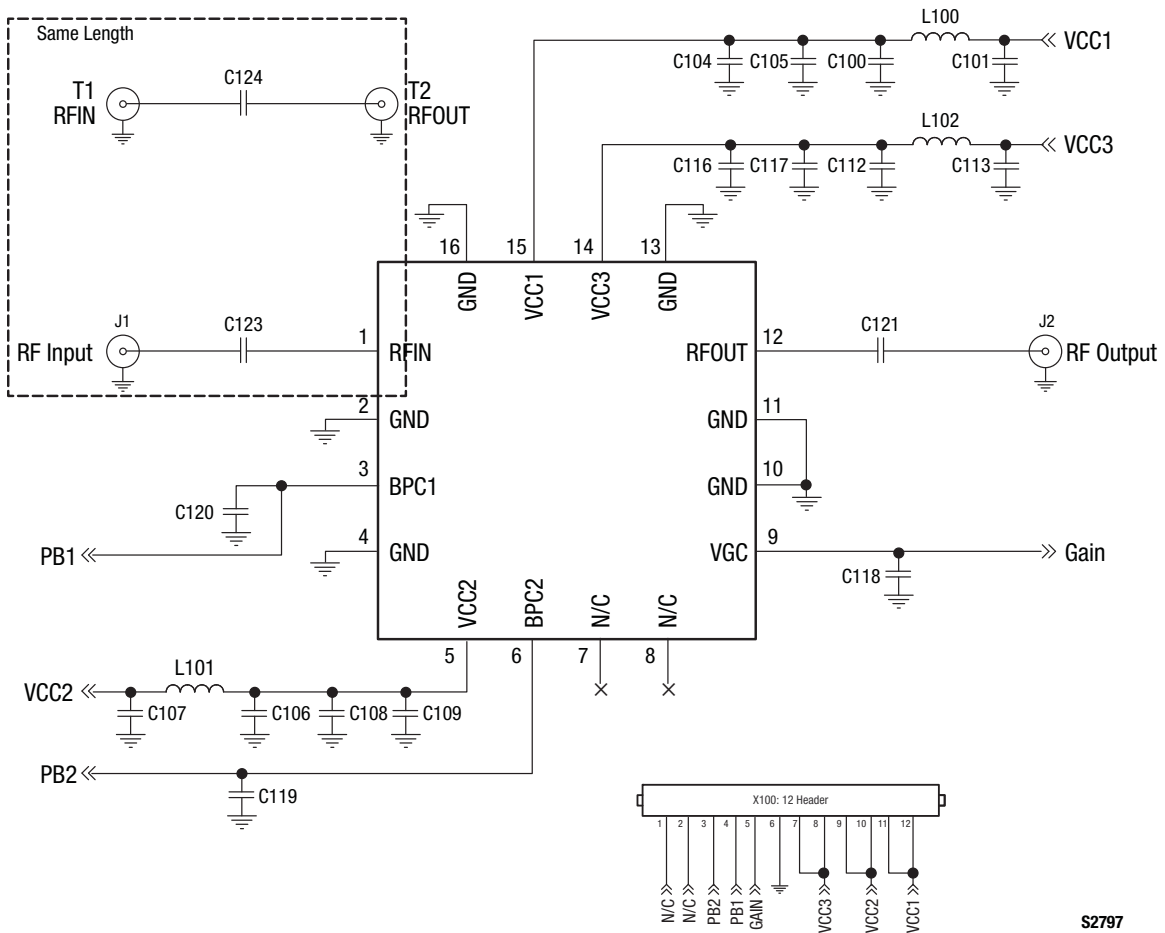 Same Length
T1
RFIN
C124
T2
RFOUT
L100
VCC1
C104
C105
C100
C101
L102
VCC3
C116
C117
C112
C113
16
15
14
13
GND
VCC1
VCC3
GND
RF Input
J1
C123
1
RFIN
RFOUT
12
C121
J2
RF Output
2
GND
GND
11
3
BPC1
GND
10
C120
PB1
4
GND
VGC
9
Gain
C118
VCC2
BPC2
N/C
N/C
5
6
7
8
VCC2
L101
C107
C106
C108
C109
PB2
C119
X100: 12 Header
1 2 3 4 5 6 7 8 9 10 11 12
N/C
N/C
PB2
PB1
GAIN
VCC3
VCC2
VCC1
S2797